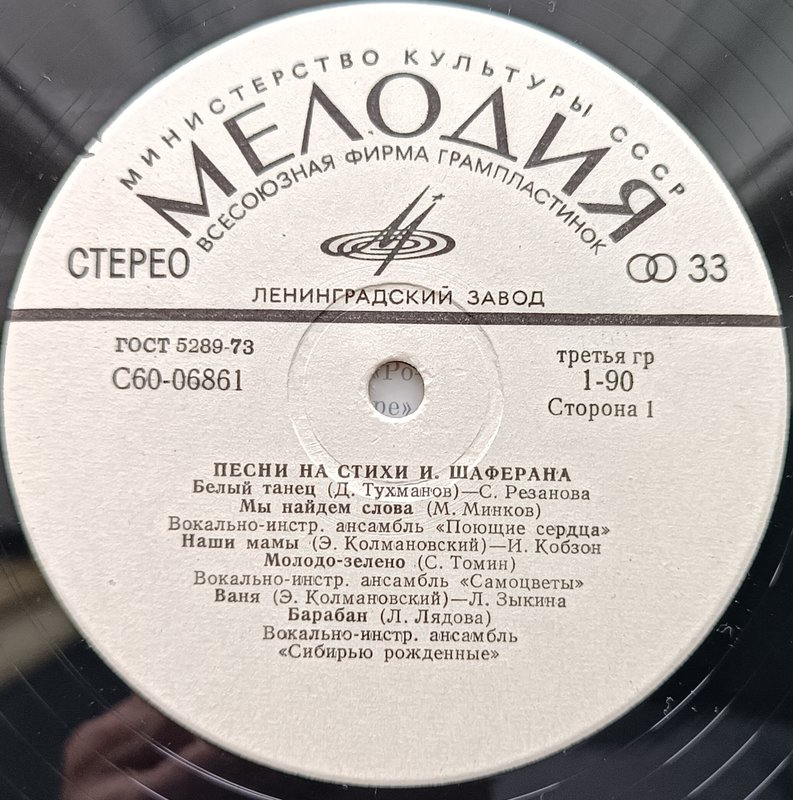 МИНИСТЕРСТВО КУЛЬТУРЫ СССР
МЕЛОДИЯ
ВСЕСОЮЗНАЯ ФИРМА ГРАМПЛАСТИНОК
СТЕРЕО
33
ЛЕНИНГРАДСКИЙ ЗАВОД
ГОСТ 5289-73
С60-06861
третья гр
1-90
Сторона 1
ПЕСНИ НА СТИХИ И. ШАФЕРАНА
Белый танец (Д. Тухманов)—С. Резанова
Мы найдем слова (М. Минков)
Вокально-инстр. ансамбль «Поющие сердца»
Наши мамы (Э. Колмановский)—И. Кобзон
Молодо-зелено (С. Томин)
Вокально-инстр. ансамбль «Самоцветы»
Ваня (Э. Колмановский)—Л. Зыкина
Барабан (Л. Лядова)
Вокально-инстр. ансамбль
«Сибирью рожденные»